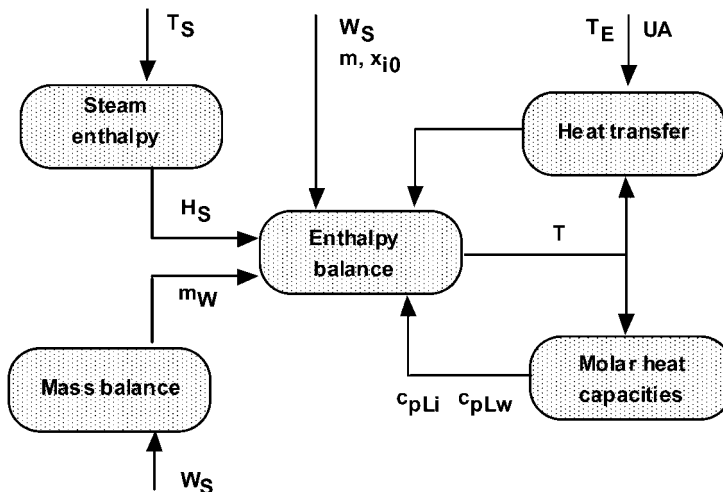 T_S
W_S
m, x_i0
T_E UA
Steam
enthalpy
Heat transfer
H_S
Enthalpy
balance
T
m_W
Mass balance
Molar heat
capacities
c_pLi c_pLw
W_S